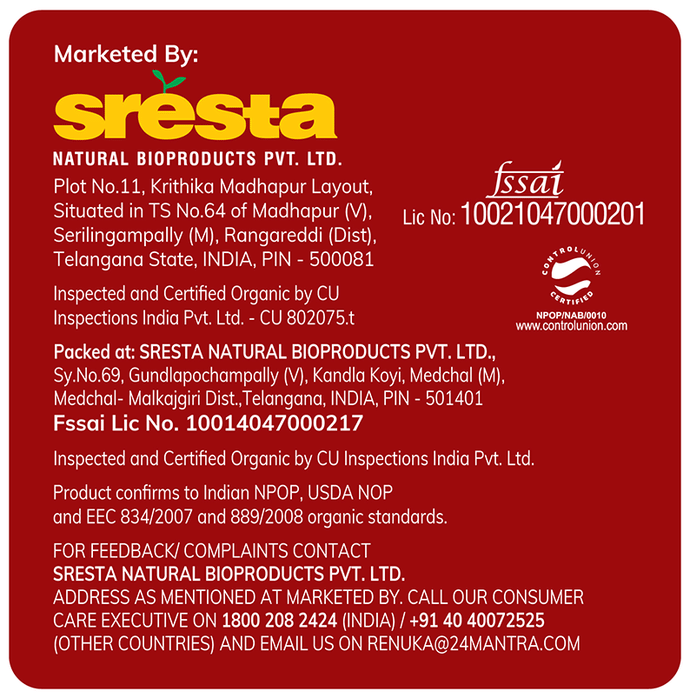 Marketed By:
sresta
NATURAL BIOPRODUCTS PVT. LTD.
Plot No.11, Krithika Madhapur Layout,
Situated in TS No.64 of Madhapur (V),
Serilingampally (M), Rangareddi (Dist),
Telangana State, INDIA, PIN - 500081
fssai
Lic No: 10021047000201
CONTROLUNION
CERTIFIED
NPOP/NAB/0010
www.controlunion.com
Inspected and Certified Organic by CU
Inspections India Pvt. Ltd. - CU 802075.t
Packed at: SRESTA NATURAL BIOPRODUCTS PVT. LTD.,
Sy.No.69, Gundlapochampally (V), Kandla Koyi, Medchal (M),
Medchal- Malkajgiri Dist.,Telangana, INDIA, PIN - 501401
Fssai Lic No. 10014047000217
Inspected and Certified Organic by CU Inspections India Pvt. Ltd.
Product confirms to Indian NPOP, USDA NOP
and EEC 834/2007 and 889/2008 organic standards.
FOR FEEDBACK/ COMPLAINTS CONTACT
SRESTA NATURAL BIOPRODUCTS PVT. LTD.
ADDRESS AS MENTIONED AT MARKETED BY. CALL OUR CONSUMER
CARE EXECUTIVE ON 1800 208 2424 (INDIA) / +91 40 40072525
(OTHER COUNTRIES) AND EMAIL US ON RENUKA@24MANTRA.COM